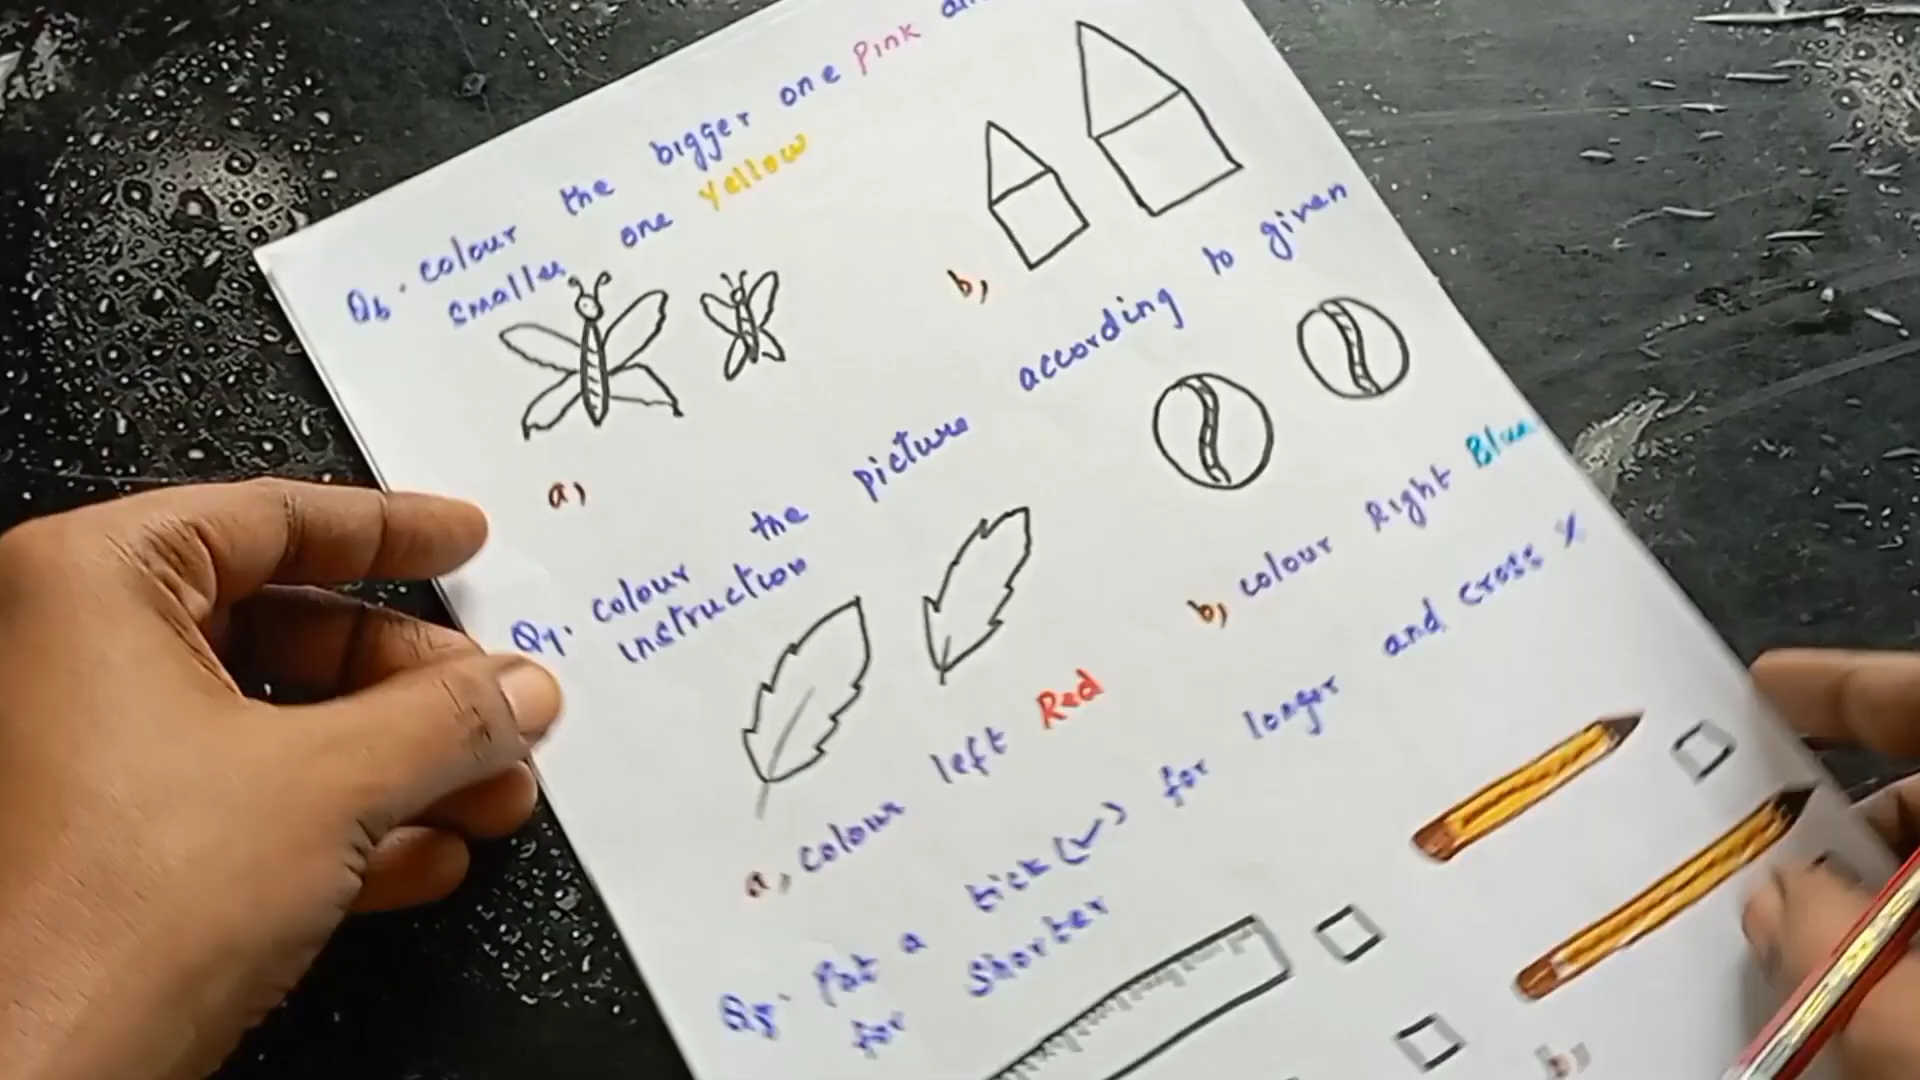 Q6. colour the bigger one pink
smaller one yellow
a,
b,
Q7. colour the picture according to given
instruction
a, colour left Red
b, colour Right Blue
Q8. Put a tick (✓) for longer and cross X
for shorter
b,